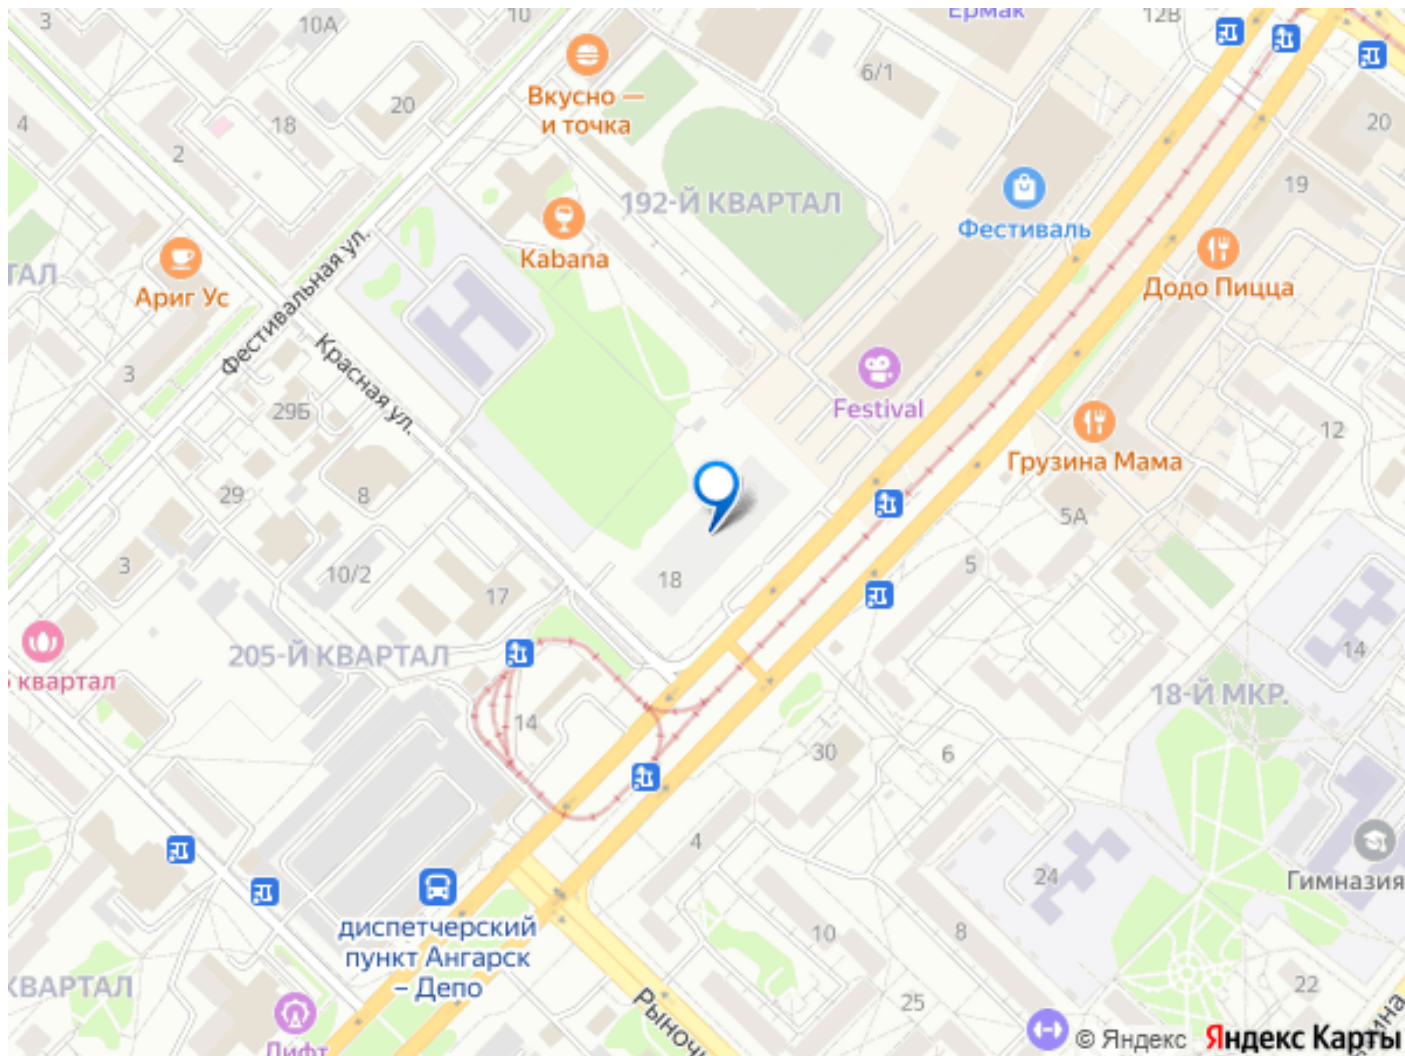 3
10А
10
Ермак
12В
6/1
20
Вкусно —
и точка
4
18
2
20
19
192-Й КВАРТАЛ
Фестиваль
Kabana
ТАЛ
Ариг Ус
Додо Пицца
Фестивальная ул.
Красная ул.
3
29Б
Festival
12
Грузина Мама
29
8
5А
3
10/2
18
5
17
205-Й КВАРТАЛ
14
квартал
18-Й МКР.
14
30
6
4
24
Гимназия
диспетчерский
пункт Ангарск
– Депо
10
8
КВАРТАЛ
22
25
Лифт
© Яндекс
Яндекс Карты